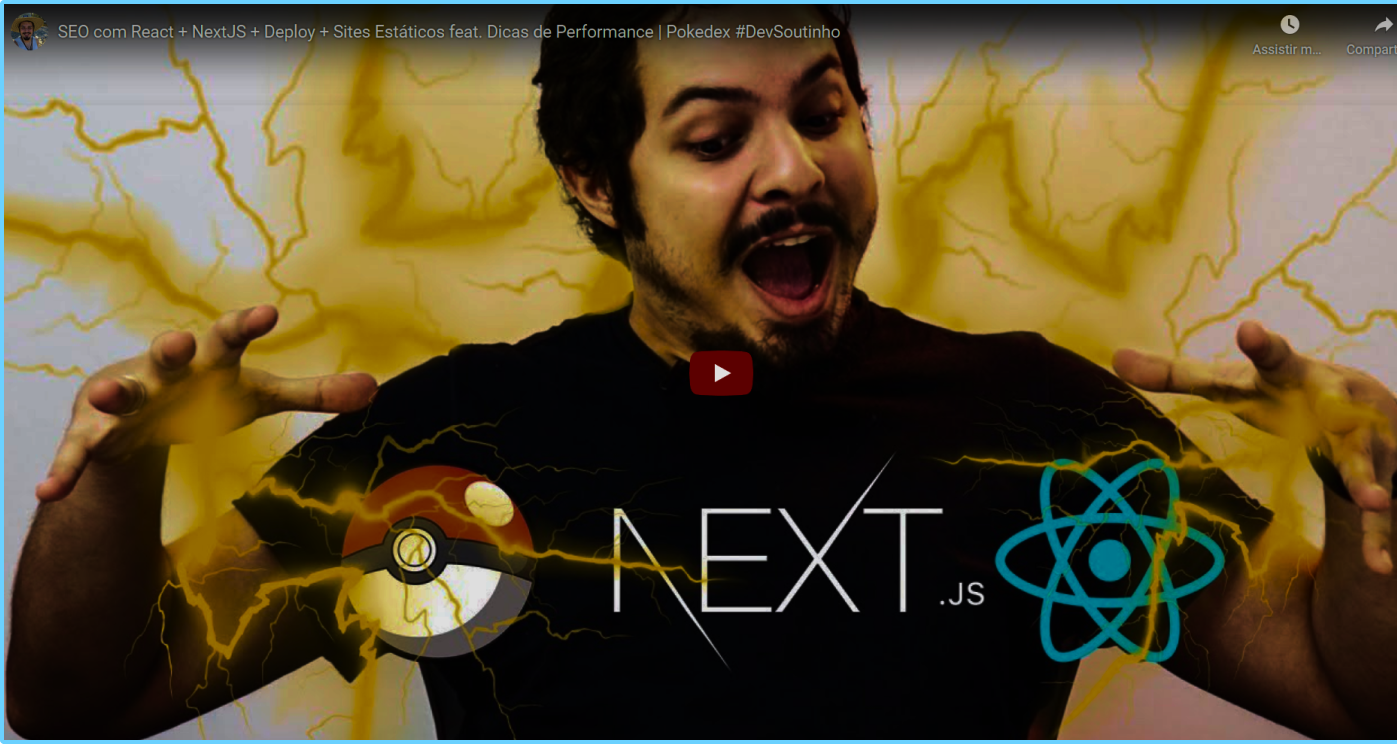 SEO com React + NextJS + Deploy + Sites Estáticos feat. Dicas de Performance | Pokedex #DevSoutinho
Assistir m...
Compart
NEXT
.JS